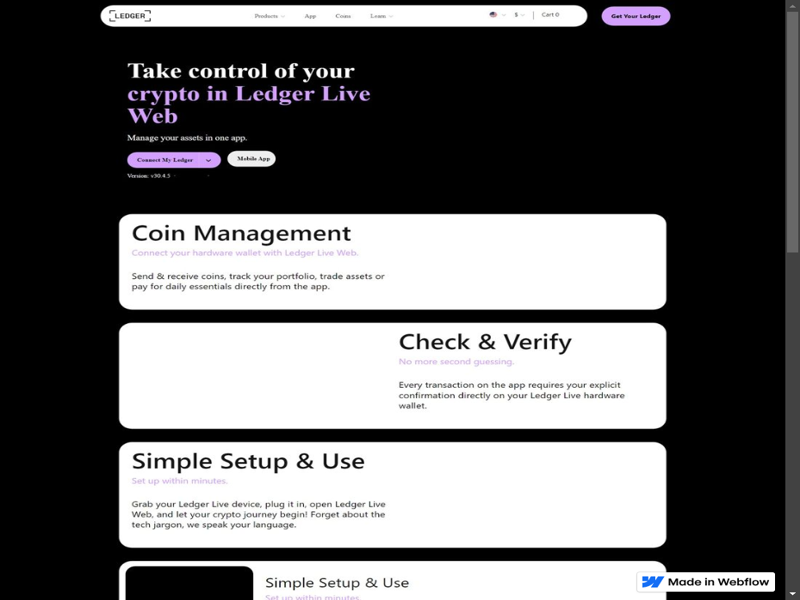 LEDGER
Products App Coins Learn $ Cart 0 Get Your Ledger
Take control of your
crypto in Ledger Live
Web
Manage your assets in one app.
Connect My Ledger Mobile App
Version: v30.4.5
Coin Management
Connect your hardware wallet with Ledger Live Web.
Send & receive coins, track your portfolio, trade assets or
pay for daily essentials directly from the app.
Check & Verify
No more second guessing.
Every transaction on the app requires your explicit
confirmation directly on your Ledger Live hardware
wallet.
Simple Setup & Use
Set up within minutes.
Grab your Ledger Live device, plug it in, open Ledger Live
Web, and let your crypto journey begin! Forget about the
tech jargon, we speak your language.
Simple Setup & Use
Set up within minutes.
Made in Webflow